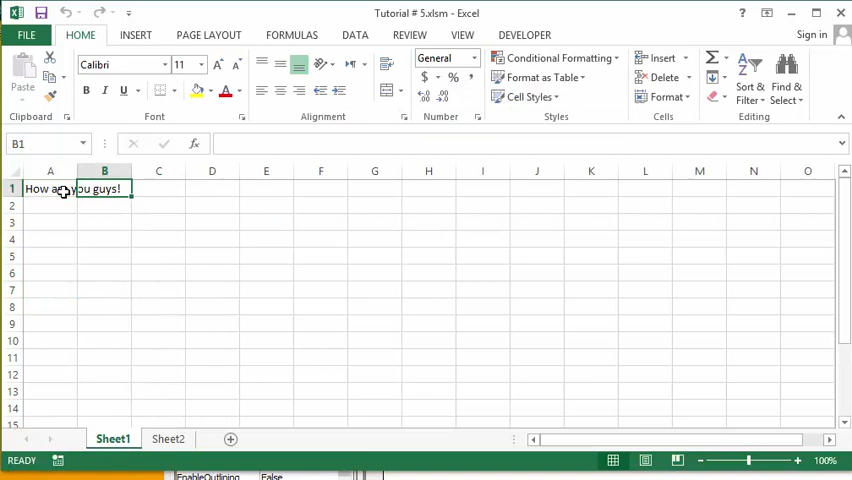 Tutorial # 5.xlsm - Excel
?
FILE HOME INSERT PAGE LAYOUT FORMULAS DATA REVIEW VIEW DEVELOPER Sign in
Paste
Calibri 11
A A
B I U A
General
$ % ,
Conditional Formatting
Format as Table
Cell Styles
Insert
Delete
Format
Σ
Sort & Filter
Find & Select
Clipboard Font Alignment Number Styles Cells Editing
B1 fx
A B C D E F G H I J K L M N O
1 How are you guys!
2
3
4
5
6
7
8
9
10
11
12
13
14
15
Sheet1 Sheet2
READY 100%
EnableOutlining False